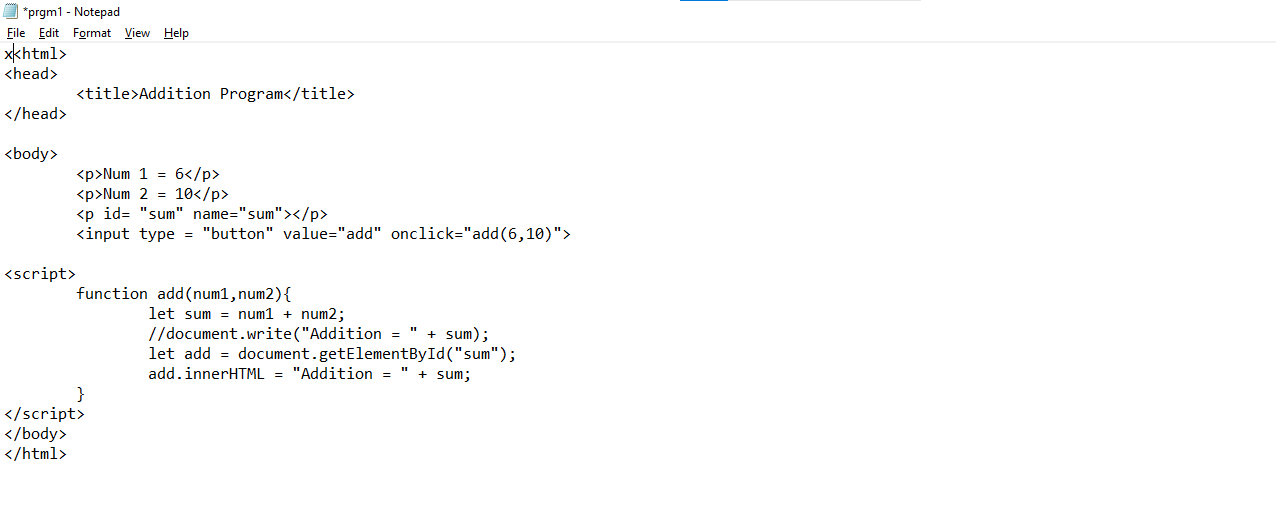 *prgm1 - Notepad
File Edit Format View Help
x<html>
<head>
        <title>Addition Program</title>
</head>

<body>
        <p>Num 1 = 6</p>
        <p>Num 2 = 10</p>
        <p id= "sum" name="sum"></p>
        <input type = "button" value="add" onclick="add(6,10)">

<script>
        function add(num1,num2){
                let sum = num1 + num2;
                //document.write("Addition = " + sum);
                let add = document.getElementById("sum");
                add.innerHTML = "Addition = " + sum;
        }
</script>
</body>
</html>